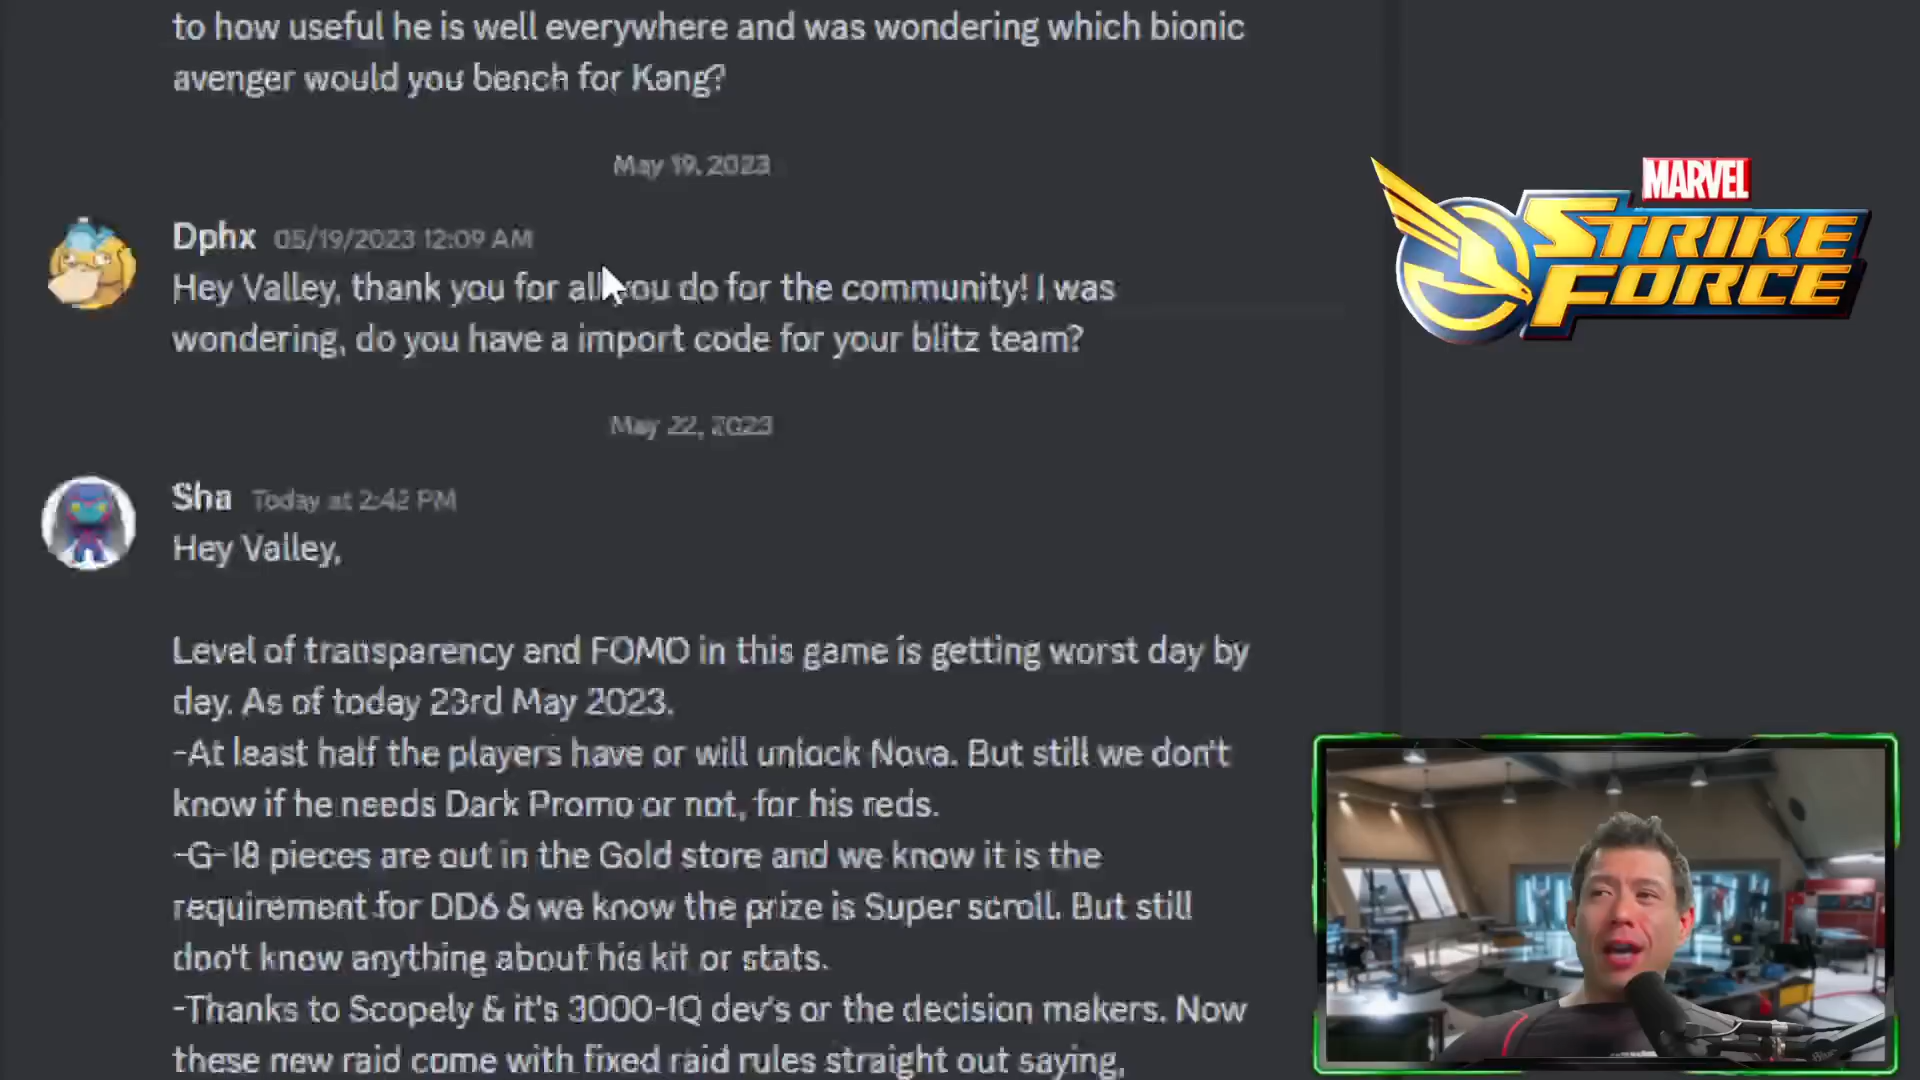 to how useful he is well everywhere and was wondering which bionic
avenger would you bench for Kang?
May 19, 2023
Dphx 05/19/2023 12:09 AM
Hey Valley, thank you for all you do for the community! I was
wondering, do you have a import code for your blitz team?
May 22, 2023
Sha Today at 2:42 PM
Hey Valley,
Level of transparency and FOMO in this game is getting worst day by
day. As of today 23rd May 2023.
-At least half the players have or will unlock Nova. But still we don't
know if he needs Dark Promo or not, for his reds.
-G-18 pieces are out in the Gold store and we know it is the
requirement for DD6 & we know the prize is Super scroll. But still
don't know anything about his kit or stats.
-Thanks to Scopely & it's 3000-IQ dev's or the decision makers. Now
these new raid come with fixed raid rules straight out saying,
MARVEL
STRIKE
FORCE
Blue